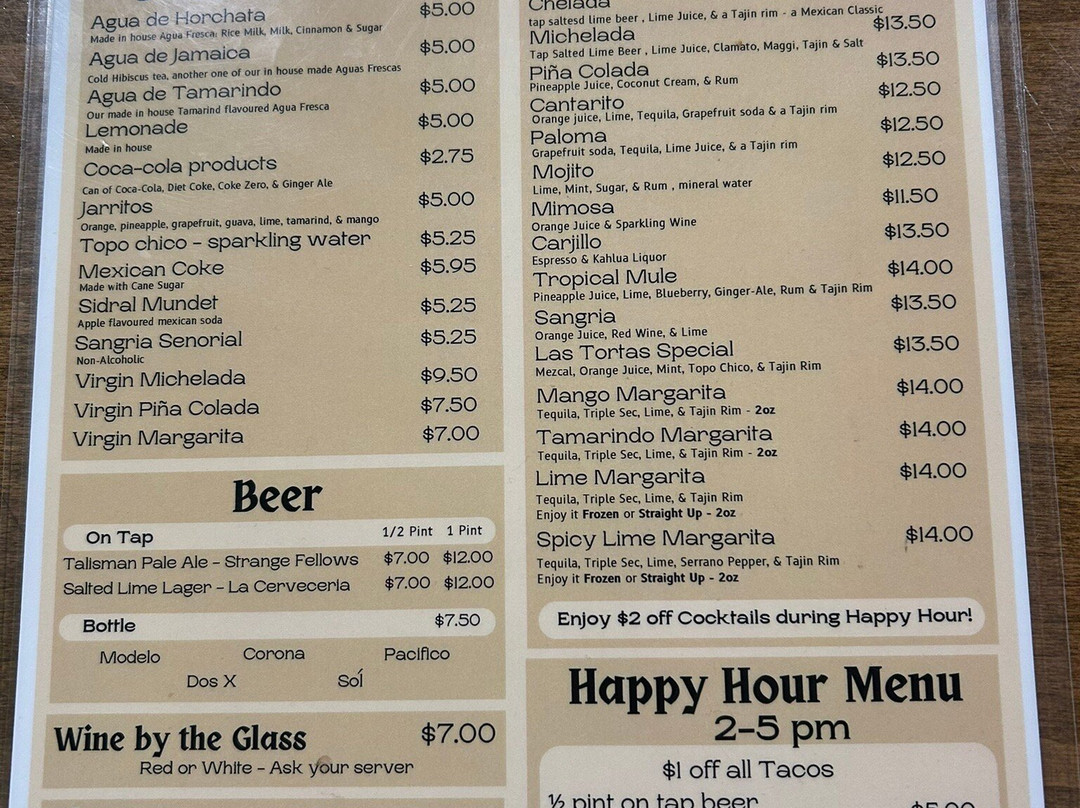 Agua de Horchata $5.00
Made in house Agua Fresca, Rice Milk, Milk, Cinnamon & Sugar
Agua de Jamaica $5.00
Cold Hibiscus tea, another one of our in house made Aguas Frescas
Agua de Tamarindo $5.00
Our made in house Tamarind flavoured Agua Fresca
Lemonade $5.00
Made in house
Coca-cola products $2.75
Can of Coca-Cola, Diet Coke, Coke Zero, & Ginger Ale
Jarritos $5.00
Orange, pineapple, grapefruit, guava, lime, tamarind, & mango
Topo chico - sparkling water $5.25
Mexican Coke $5.95
Made with Cane Sugar
Sidral Mundet $5.25
Apple flavoured mexican soda
Sangria Senorial $5.25
Non-Alcoholic
Virgin Michelada $9.50
Virgin Piña Colada $7.50
Virgin Margarita $7.00
Beer
On Tap 1/2 Pint 1 Pint
Talisman Pale Ale - Strange Fellows $7.00 $12.00
Salted Lime Lager - La Cerveceria $7.00 $12.00
Bottle $7.50
Modelo Corona Pacifico
Dos X Sol
Wine by the Glass $7.00
Red or White - Ask your server
Chelada
tap saltesd lime beer , Lime Juice, & a Tajin rim - a Mexican Classic
Michelada $13.50
Tap Salted Lime Beer , Lime Juice, Clamato, Maggi, Tajin & Salt
Piña Colada $13.50
Pineapple Juice, Coconut Cream, & Rum
Cantarito $12.50
Orange juice, Lime, Tequila, Grapefruit soda & a Tajin rim
Paloma $12.50
Grapefruit soda, Tequila, Lime Juice, & a Tajin rim
Mojito $12.50
Lime, Mint, Sugar, & Rum , mineral water
Mimosa $11.50
Orange Juice & Sparkling Wine
Carjillo $13.50
Espresso & Kahlua Liquor
Tropical Mule $14.00
Pineapple Juice, Lime, Blueberry, Ginger-Ale, Rum & Tajin Rim
Sangria $13.50
Orange Juice, Red Wine, & Lime
Las Tortas Special $13.50
Mezcal, Orange Juice, Mint, Topo Chico, & Tajin Rim
Mango Margarita $14.00
Tequila, Triple Sec, Lime, & Tajin Rim - 2oz
Tamarindo Margarita $14.00
Tequila, Triple Sec, Lime, & Tajin Rim - 2oz
Lime Margarita $14.00
Tequila, Triple Sec, Lime, & Tajin Rim
Enjoy it Frozen or Straight Up - 2oz
Spicy Lime Margarita $14.00
Tequila, Triple Sec, Lime, Serrano Pepper, & Tajin Rim
Enjoy it Frozen or Straight Up - 2oz
Enjoy $2 off Cocktails during Happy Hour!
Happy Hour Menu
2-5 pm
$1 off all Tacos
½ pint on tap beer $5.00